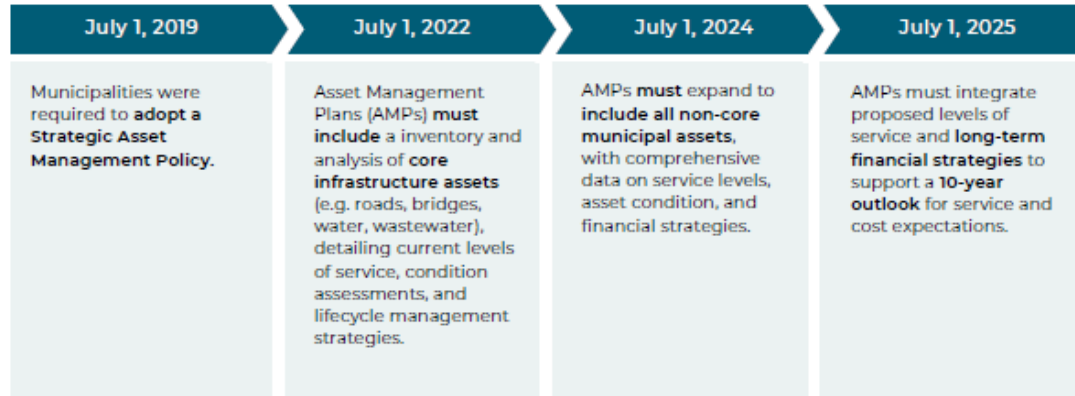 July 1, 2019
Municipalities were
required to adopt a
Strategic Asset
Management Policy.
July 1, 2022
Asset Management
Plans (AMPs) must
include a inventory and
analysis of core
infrastructure assets
(e.g. roads, bridges,
water, wastewater),
detailing current levels
of service, condition
assessments, and
lifecycle management
strategies.
July 1, 2024
AMPs must expand to
include all non-core
municipal assets,
with comprehensive
data on service levels,
asset condition, and
financial strategies.
July 1, 2025
AMPs must integrate
proposed levels of
service and long-term
financial strategies to
support a 10-year
outlook for service and
cost expectations.